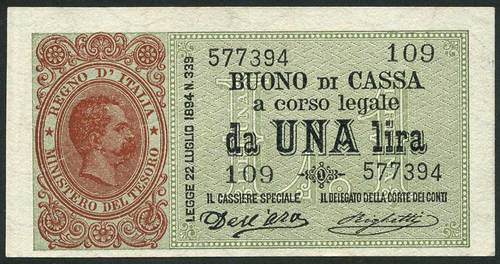 REGNO D'ITALIA
MINISTERO DEL TESORO
LEGGE 22 LUGLIO 1894 N. 339
577394 109
BUONO DI CASSA
a corso legale
da UNA lira
109 577394
IL CASSIERE SPECIALE IL DELEGATO DELLA CORTE DEI CONTI
Dell'Ara Righetti